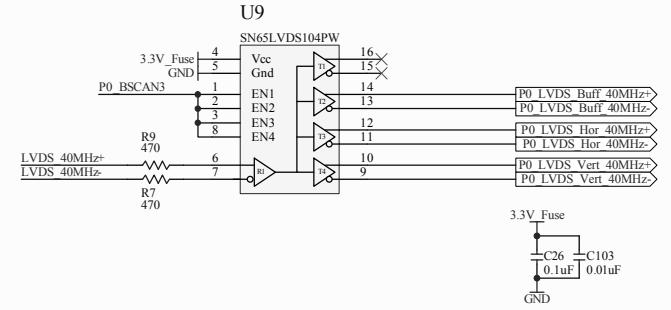 U9
SN65LVDS104PW
3.3V_Fuse 4 Vcc T1 16
GND 5 Gnd 15
P0_BSCAN3 1 EN1 T2 14 P0_LVDS_Buff_40MHz+
2 EN2 13 P0_LVDS_Buff_40MHz-
3 EN3 T3 12 P0_LVDS_Hor_40MHz+
8 EN4 11 P0_LVDS_Hor_40MHz-
R9
470
LVDS_40MHz+ 6 R1 T4 10 P0_LVDS_Vert_40MHz+
LVDS_40MHz- 7 9 P0_LVDS_Vert_40MHz-
R7
470
3.3V_Fuse
C26 C103
0.1uF 0.01uF
GND